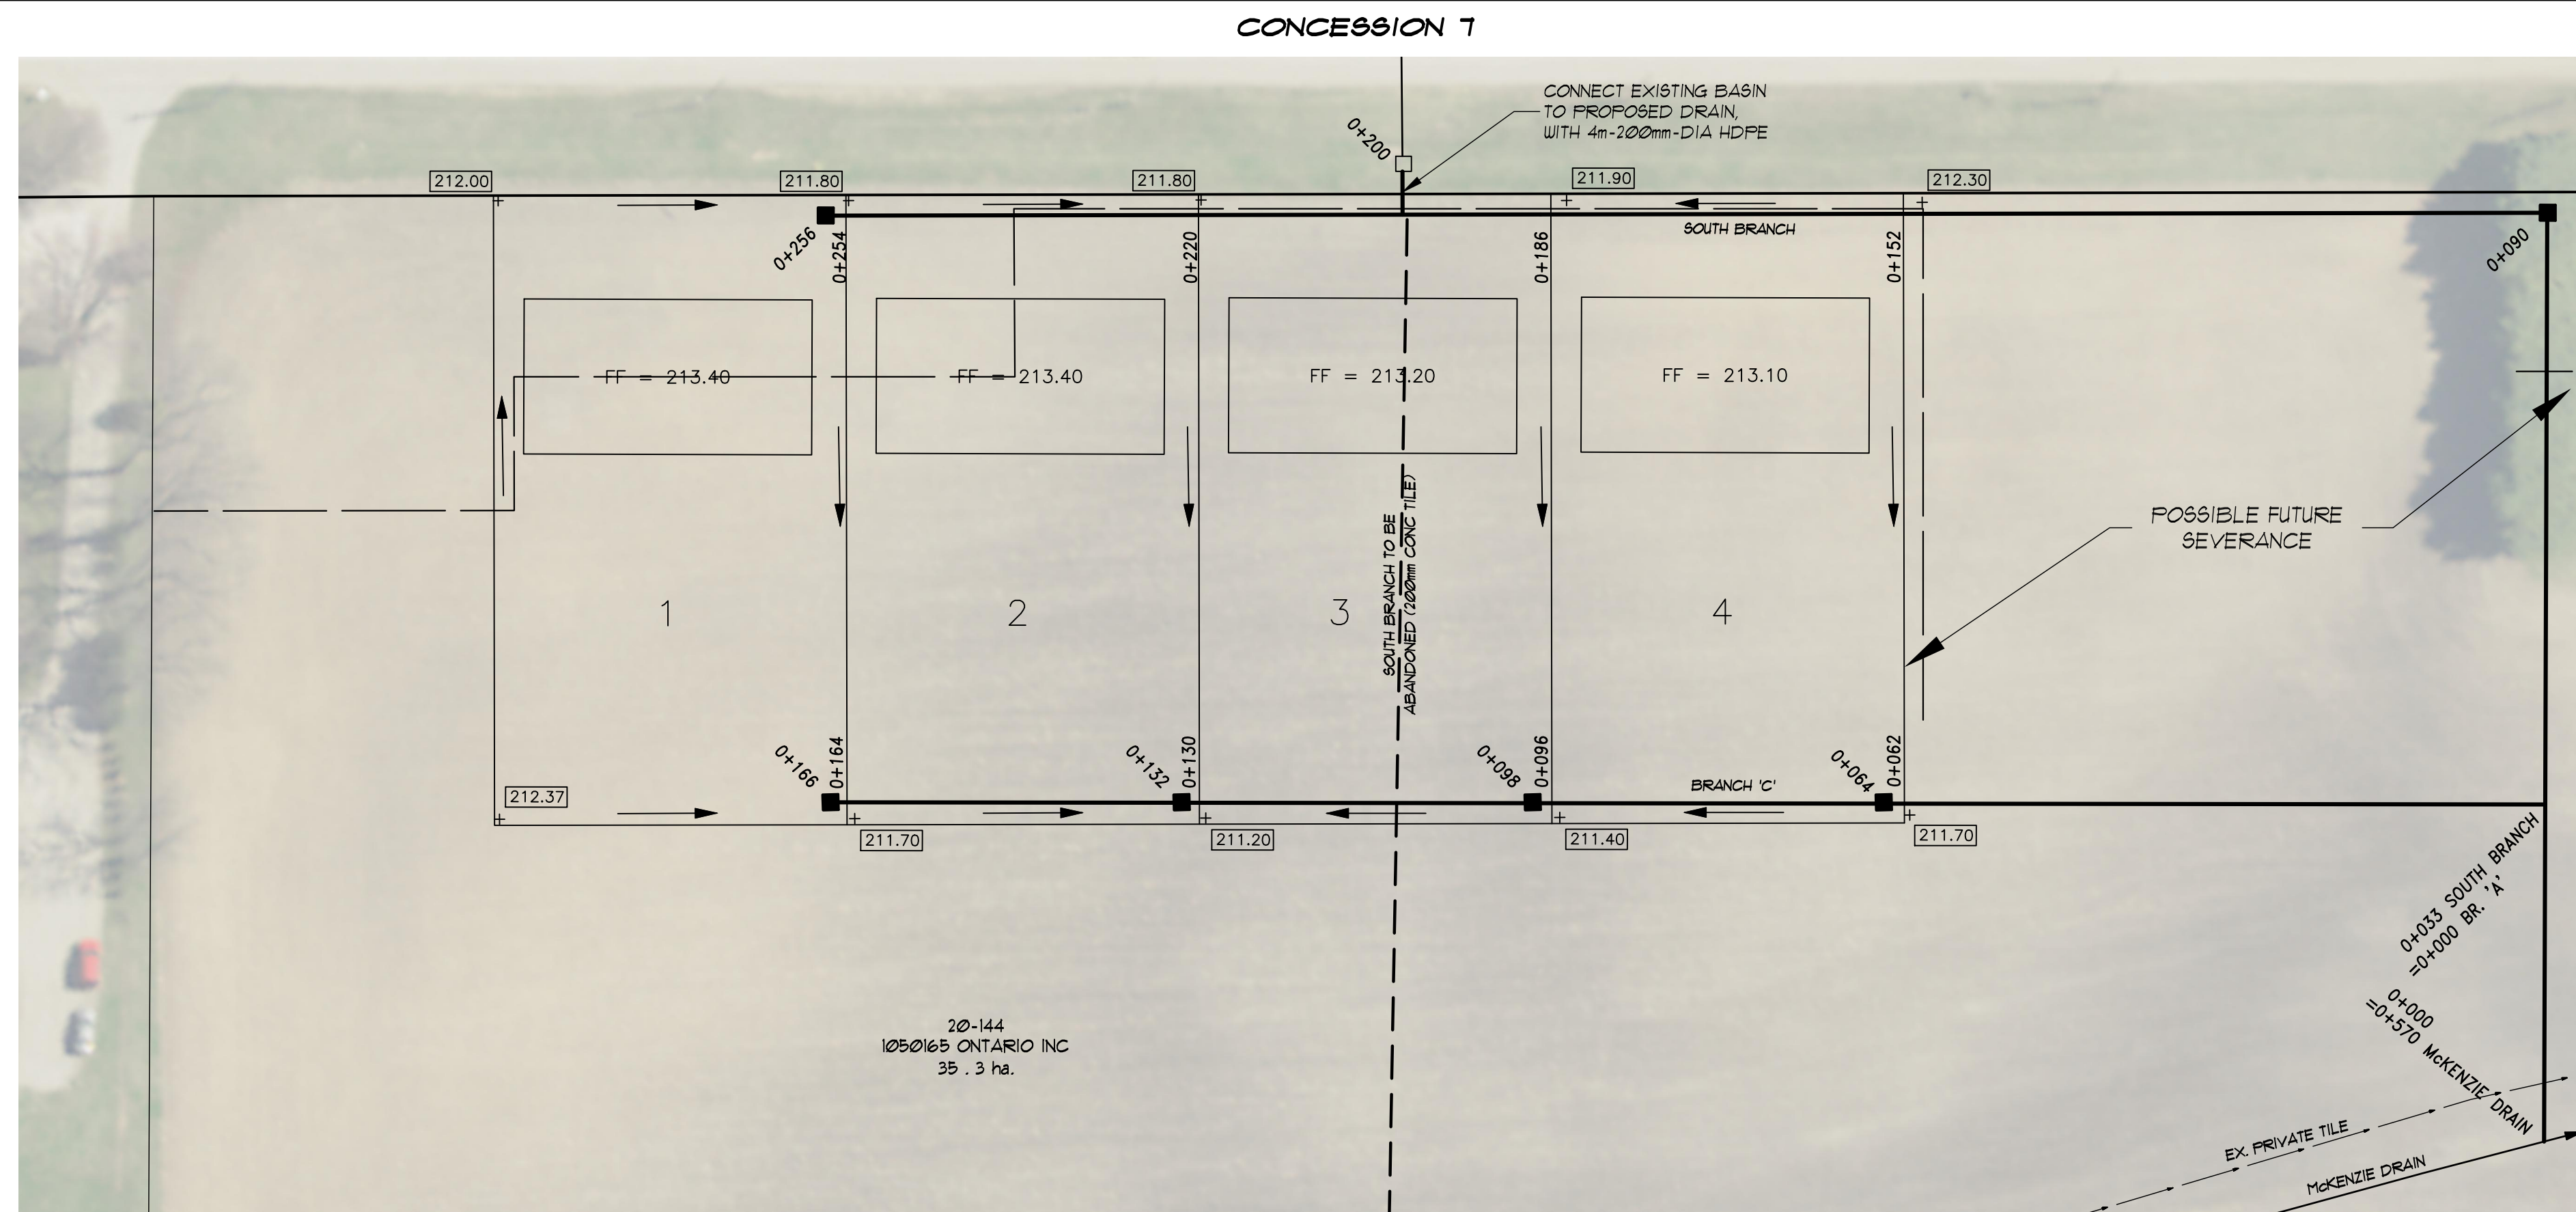 CONCESSION 7
CONNECT EXISTING BASIN
TO PROPOSED DRAIN,
WITH 4m-200mm-DIA HDPE
0+200
212.00
211.80
211.80
211.90
212.30
SOUTH BRANCH
0+256
0+254
0+220
0+186
0+152
0+090
FF = 213.40
FF = 213.40
FF = 213.20
FF = 213.10
POSSIBLE FUTURE
SEVERANCE
SOUTH BRANCH TO BE
ABANDONED (200mm CONC TILE)
1
2
3
4
0+166
0+164
0+132
0+130
0+098
0+096
0+064
0+062
BRANCH 'C'
212.37
211.70
211.20
211.40
211.70
0+033 SOUTH BRANCH
=0+000 BR. 'A'
0+000
=0+570 McKENZIE DRAIN
20-144
1050165 ONTARIO INC
35 . 3 ha.
EX. PRIVATE TILE
McKENZIE DRAIN